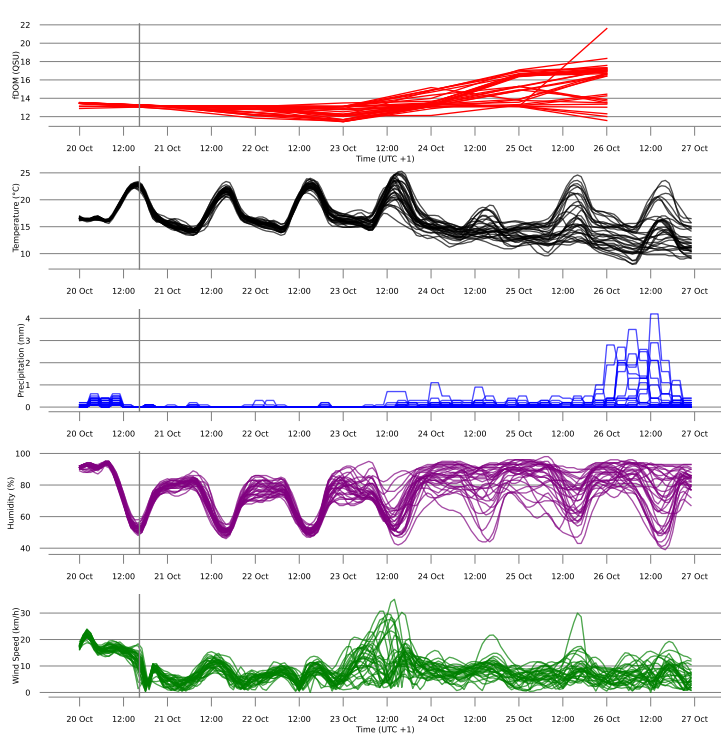 22
20
18
16
14
12
fDOM (QSU)
20 Oct 12:00 21 Oct 12:00 22 Oct 12:00 23 Oct 12:00 24 Oct 12:00 25 Oct 12:00 26 Oct 12:00 27 Oct
Time (UTC +1)
25
20
15
10
Temperature (°C)
20 Oct 12:00 21 Oct 12:00 22 Oct 12:00 23 Oct 12:00 24 Oct 12:00 25 Oct 12:00 26 Oct 12:00 27 Oct
4
3
2
1
0
Precipitation (mm)
20 Oct 12:00 21 Oct 12:00 22 Oct 12:00 23 Oct 12:00 24 Oct 12:00 25 Oct 12:00 26 Oct 12:00 27 Oct
100
80
60
40
Humidity (%)
20 Oct 12:00 21 Oct 12:00 22 Oct 12:00 23 Oct 12:00 24 Oct 12:00 25 Oct 12:00 26 Oct 12:00 27 Oct
30
20
10
0
Wind Speed (km/h)
20 Oct 12:00 21 Oct 12:00 22 Oct 12:00 23 Oct 12:00 24 Oct 12:00 25 Oct 12:00 26 Oct 12:00 27 Oct
Time (UTC +1)